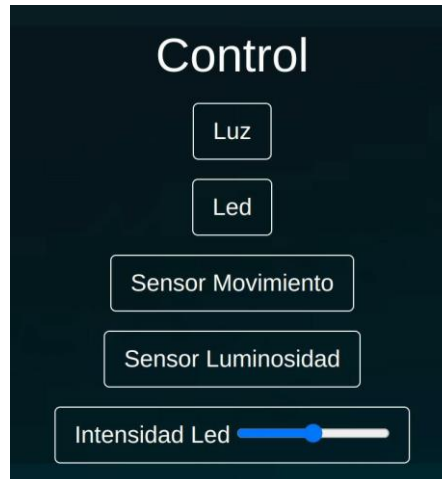 Control
Luz
Led
Sensor Movimiento
Sensor Luminosidad
Intensidad Led